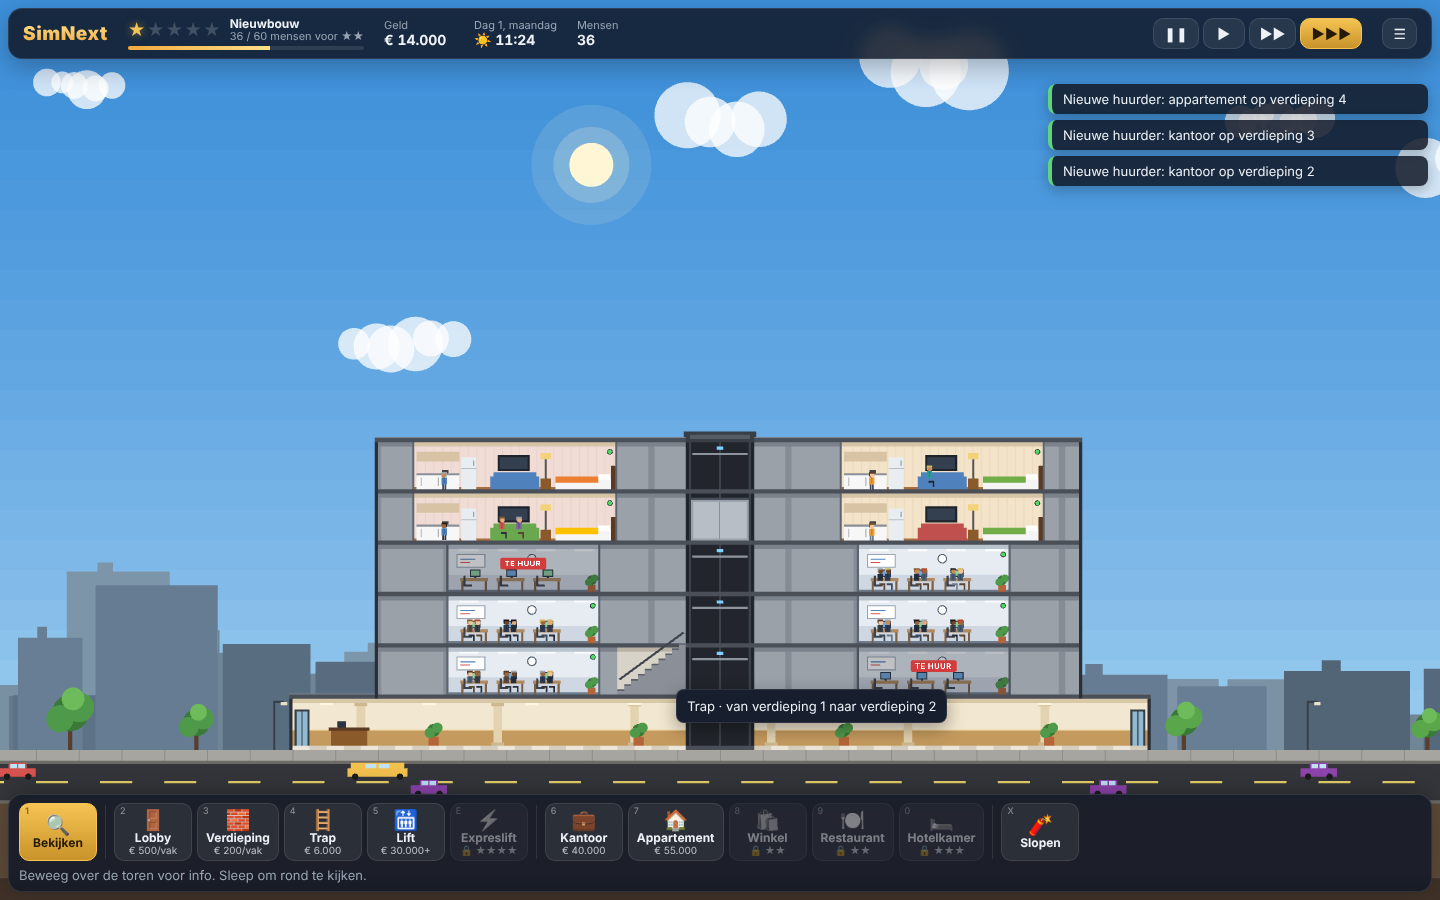 SimNext
Nieuwbouw
36 / 60 mensen voor ★★
Geld
€ 14.000
Dag 1, maandag
11:24
Mensen
36
Nieuwe huurder: appartement op verdieping 4
Nieuwe huurder: kantoor op verdieping 3
Nieuwe huurder: kantoor op verdieping 2
TE HUUR
TE HUUR
Trap · van verdieping 1 naar verdieping 2
1
Bekijken
2
Lobby
€ 500/vak
3
Verdieping
€ 200/vak
4
Trap
€ 6.000
5
Lift
€ 30.000+
E
Expreslift
★★★★
6
Kantoor
€ 40.000
7
Appartement
€ 55.000
8
Winkel
★★
9
Restaurant
★★
0
Hotelkamer
★★★
X
Slopen
Beweeg over de toren voor info. Sleep om rond te kijken.